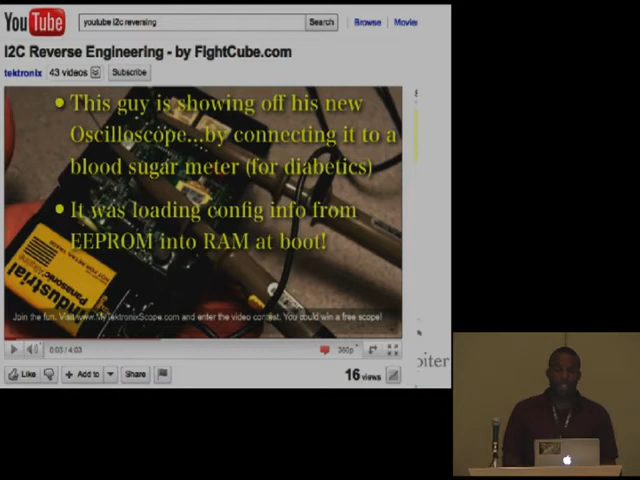 You Tube
youtube i2c reversing
Search
Browse
Movies
I2C Reverse Engineering - by FightCube.com
tektronix
43 videos
Subscribe
• This guy is showing off his new
Oscilloscope...by connecting it to a
blood sugar meter (for diabetics)
• It was loading config info from
EEPROM into RAM at boot!
Industrial
Panasonic
Join the fun. Visit www.MyTektronixScope.com and enter the video contest. You could win a free scope!
0:03 / 4:03
360p
Like
+ Add to
Share
16 views